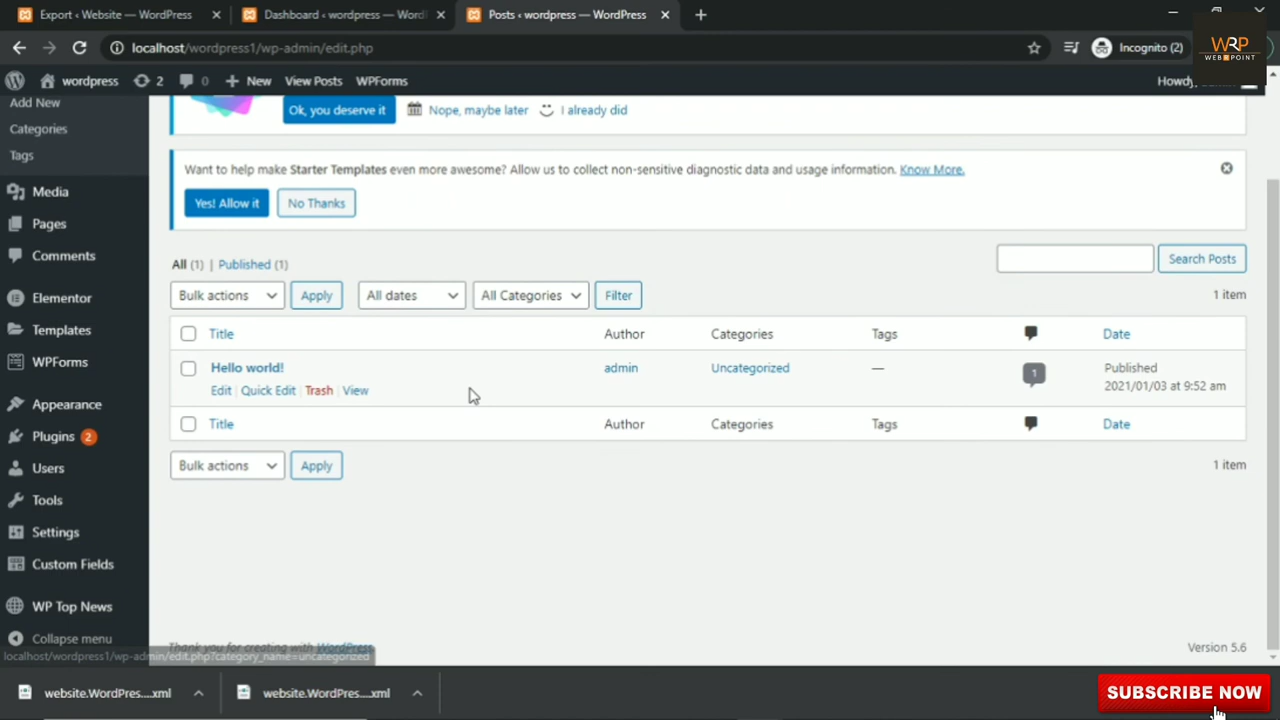 Export ‹ Website — WordPress
Dashboard ‹ wordpress — Word
Posts ‹ wordpress — WordPress
localhost/wordpress1/wp-admin/edit.php
Incognito (2)
WRP
WEB POINT
wordpress
2
0
New
View Posts
WPForms
Add New
Categories
Tags
Media
Pages
Comments
Elementor
Templates
WPForms
Appearance
Plugins 2
Users
Tools
Settings
Custom Fields
WP Top News
Collapse menu
Ok, you deserve it
Nope, maybe later
I already did
Want to help make Starter Templates even more awesome? Allow us to collect non-sensitive diagnostic data and usage information. Know More.
Yes! Allow it
No Thanks
All (1) | Published (1)
Search Posts
Bulk actions
Apply
All dates
All Categories
Filter
1 item
Title Author Categories Tags Date
Hello world! admin Uncategorized — 1 Published
Edit | Quick Edit | Trash | View 2021/01/03 at 9:52 am
Title Author Categories Tags Date
Bulk actions
Apply
1 item
Thank you for creating with WordPress
Version 5.6
localhost/wordpress1/wp-admin/edit.php?category_name=uncategorized
website.WordPres....xml
website.WordPres....xml
SUBSCRIBE NOW